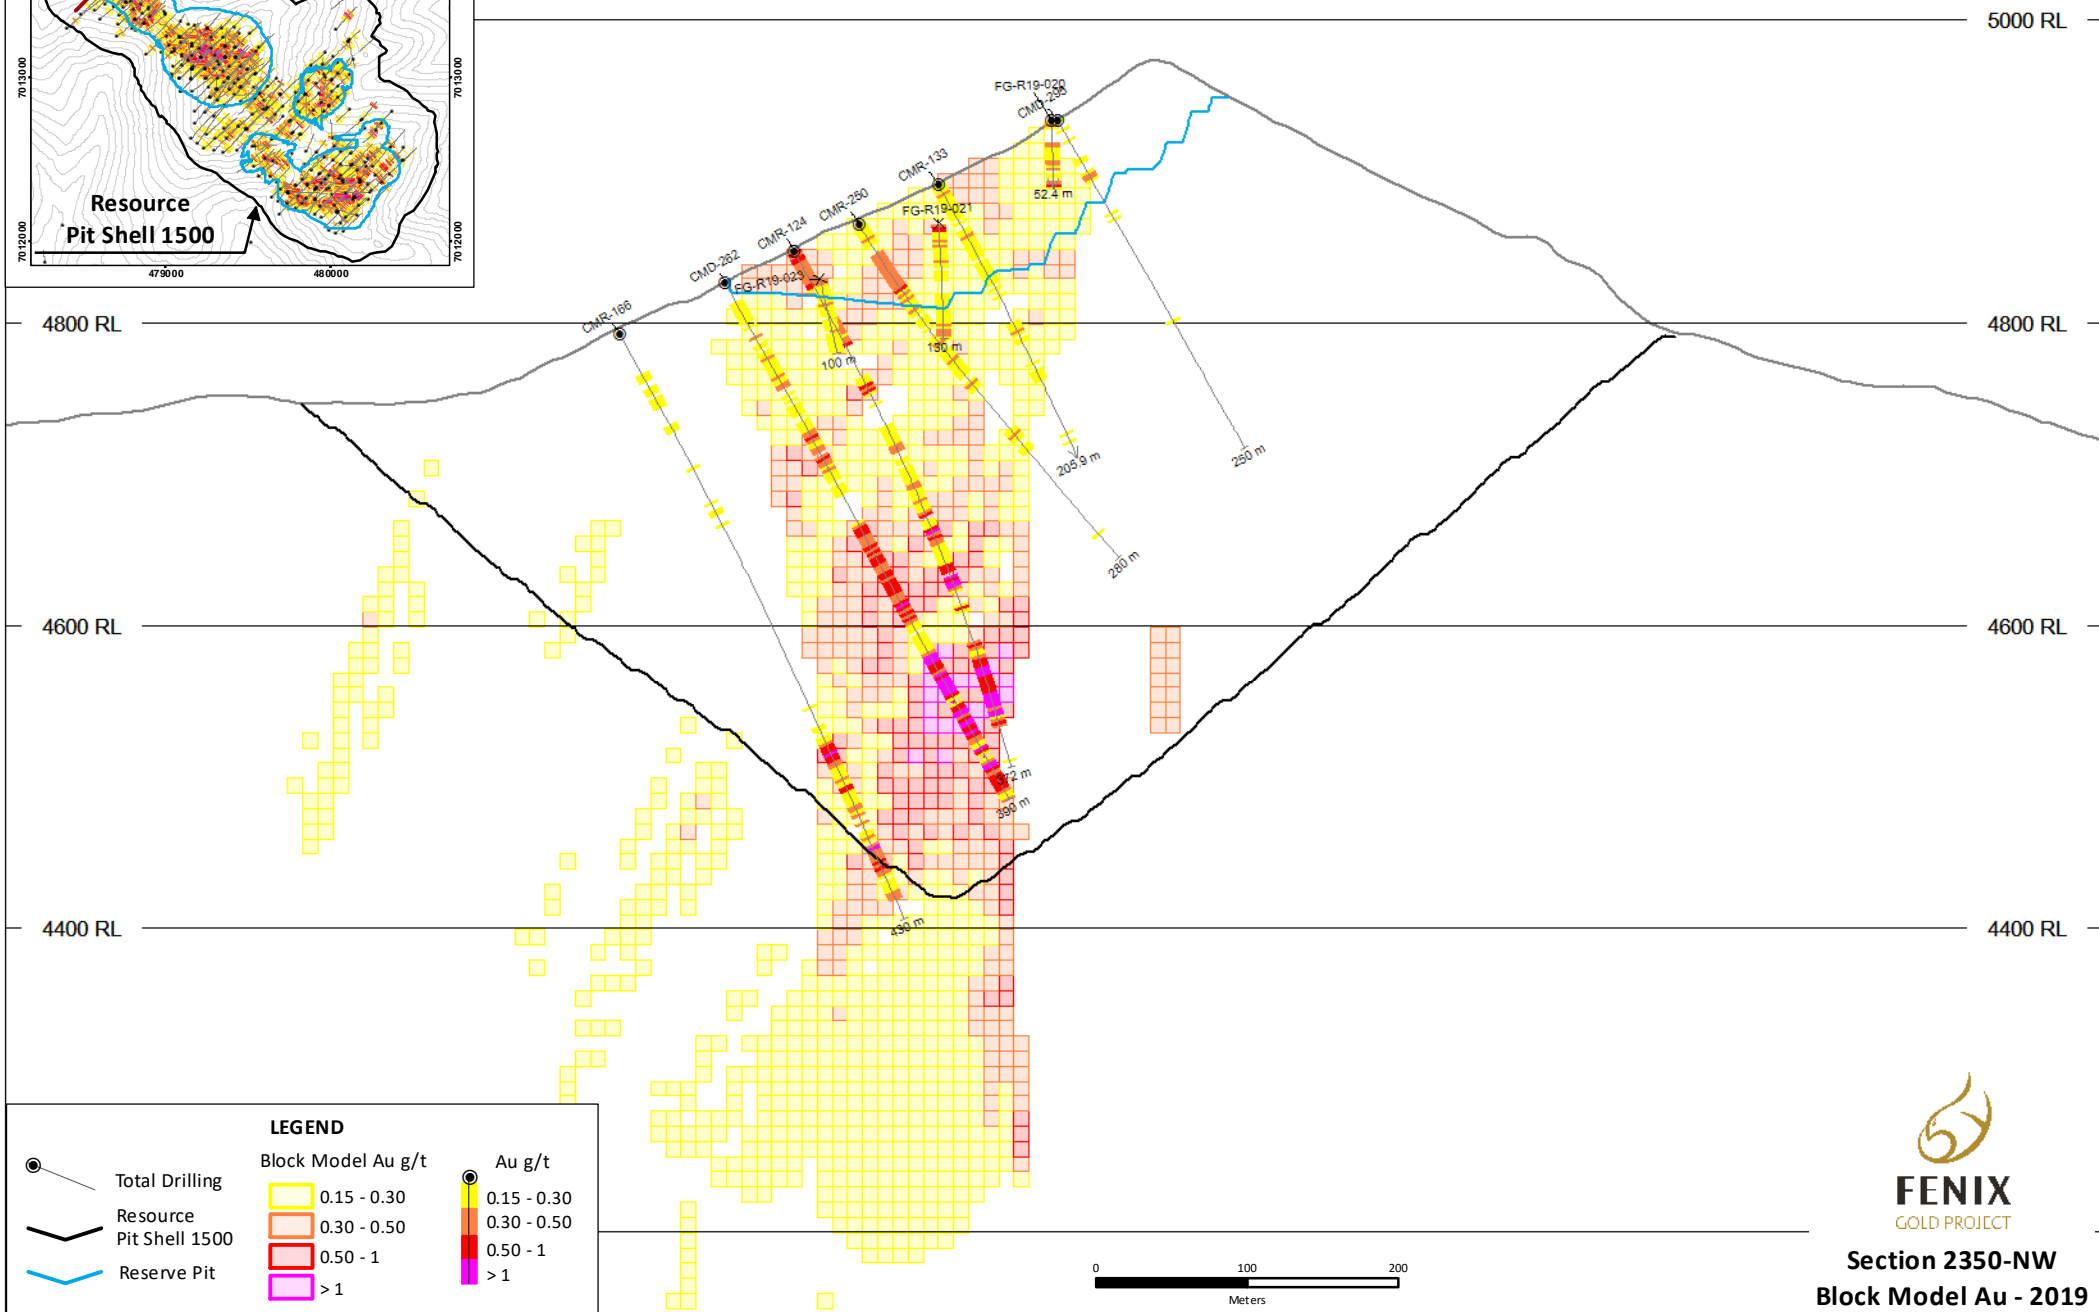 5000 RL
7013000
7013000
7012000
7012000
479000
480000
Resource
Pit Shell 1500
FG-R19-020
CMD-295
52.4 m
CMR-133
CMR-250
FG-R19-021
CMR-124
FG-R19-023
CMD-262
CMR-166
4800 RL
4800 RL
100 m
130 m
205.9 m
250 m
280 m
4600 RL
4600 RL
372 m
390 m
430 m
4400 RL
4400 RL
LEGEND
Total Drilling
Resource
Pit Shell 1500
Reserve Pit
Block Model Au g/t
0.15 - 0.30
0.30 - 0.50
0.50 - 1
> 1
Au g/t
0.15 - 0.30
0.30 - 0.50
0.50 - 1
> 1
0
100
200
Meters
FENIX
GOLD PROJECT
Section 2350-NW
Block Model Au - 2019